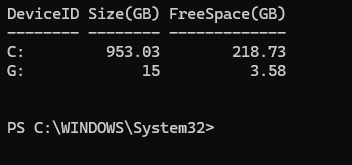 DeviceID Size(GB) FreeSpace(GB)
-------- -------- -------------
C:         953.03        218.73
G:             15          3.58
PS C:\WINDOWS\System32>